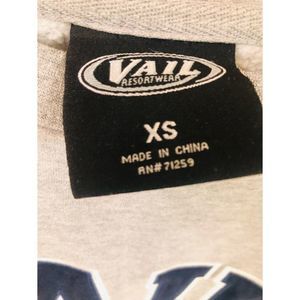 VAIL
RESORTWEAR
XS
MADE IN CHINA
RN# 71259